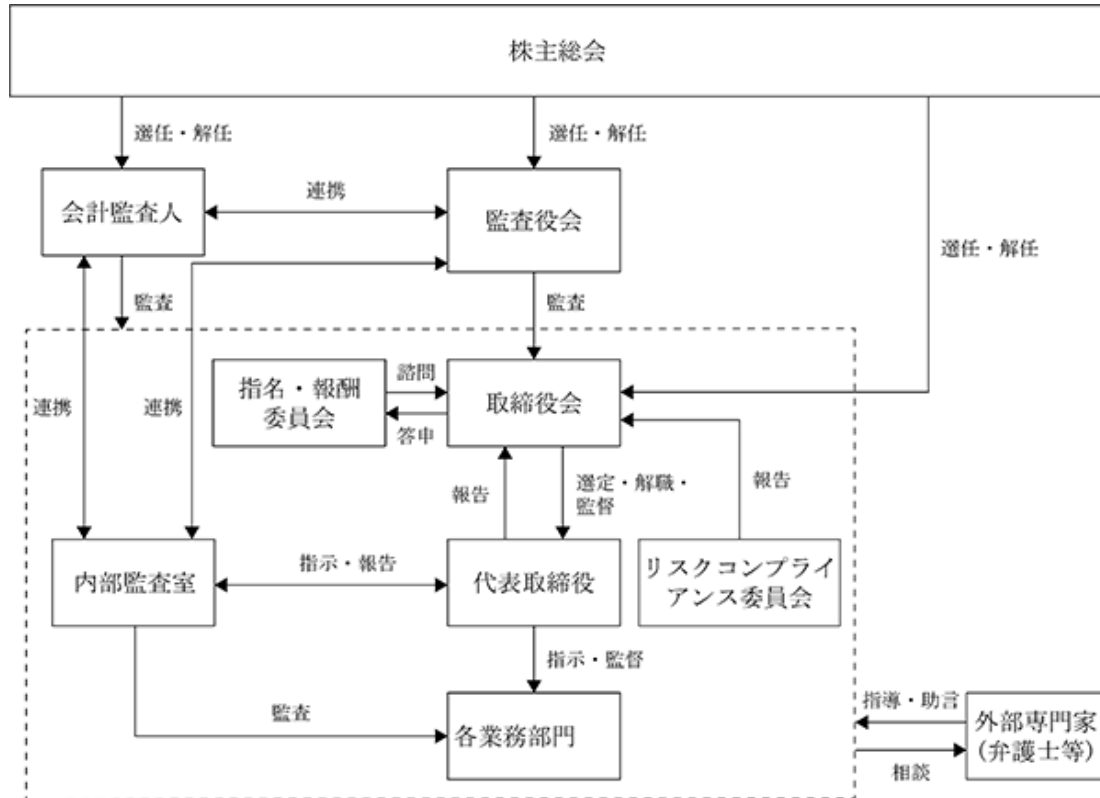 株主総会
選任・解任
選任・解任
選任・解任
会計監査人
連携
監査役会
監査
監査
連携
連携
指名・報酬
委員会
諮問
答申
取締役会
報告
選定・解職・
監督
報告
内部監査室
指示・報告
代表取締役
リスクコンプライ
アンス委員会
指示・監督
監査
各業務部門
指導・助言
相談
外部専門家
(弁護士等)